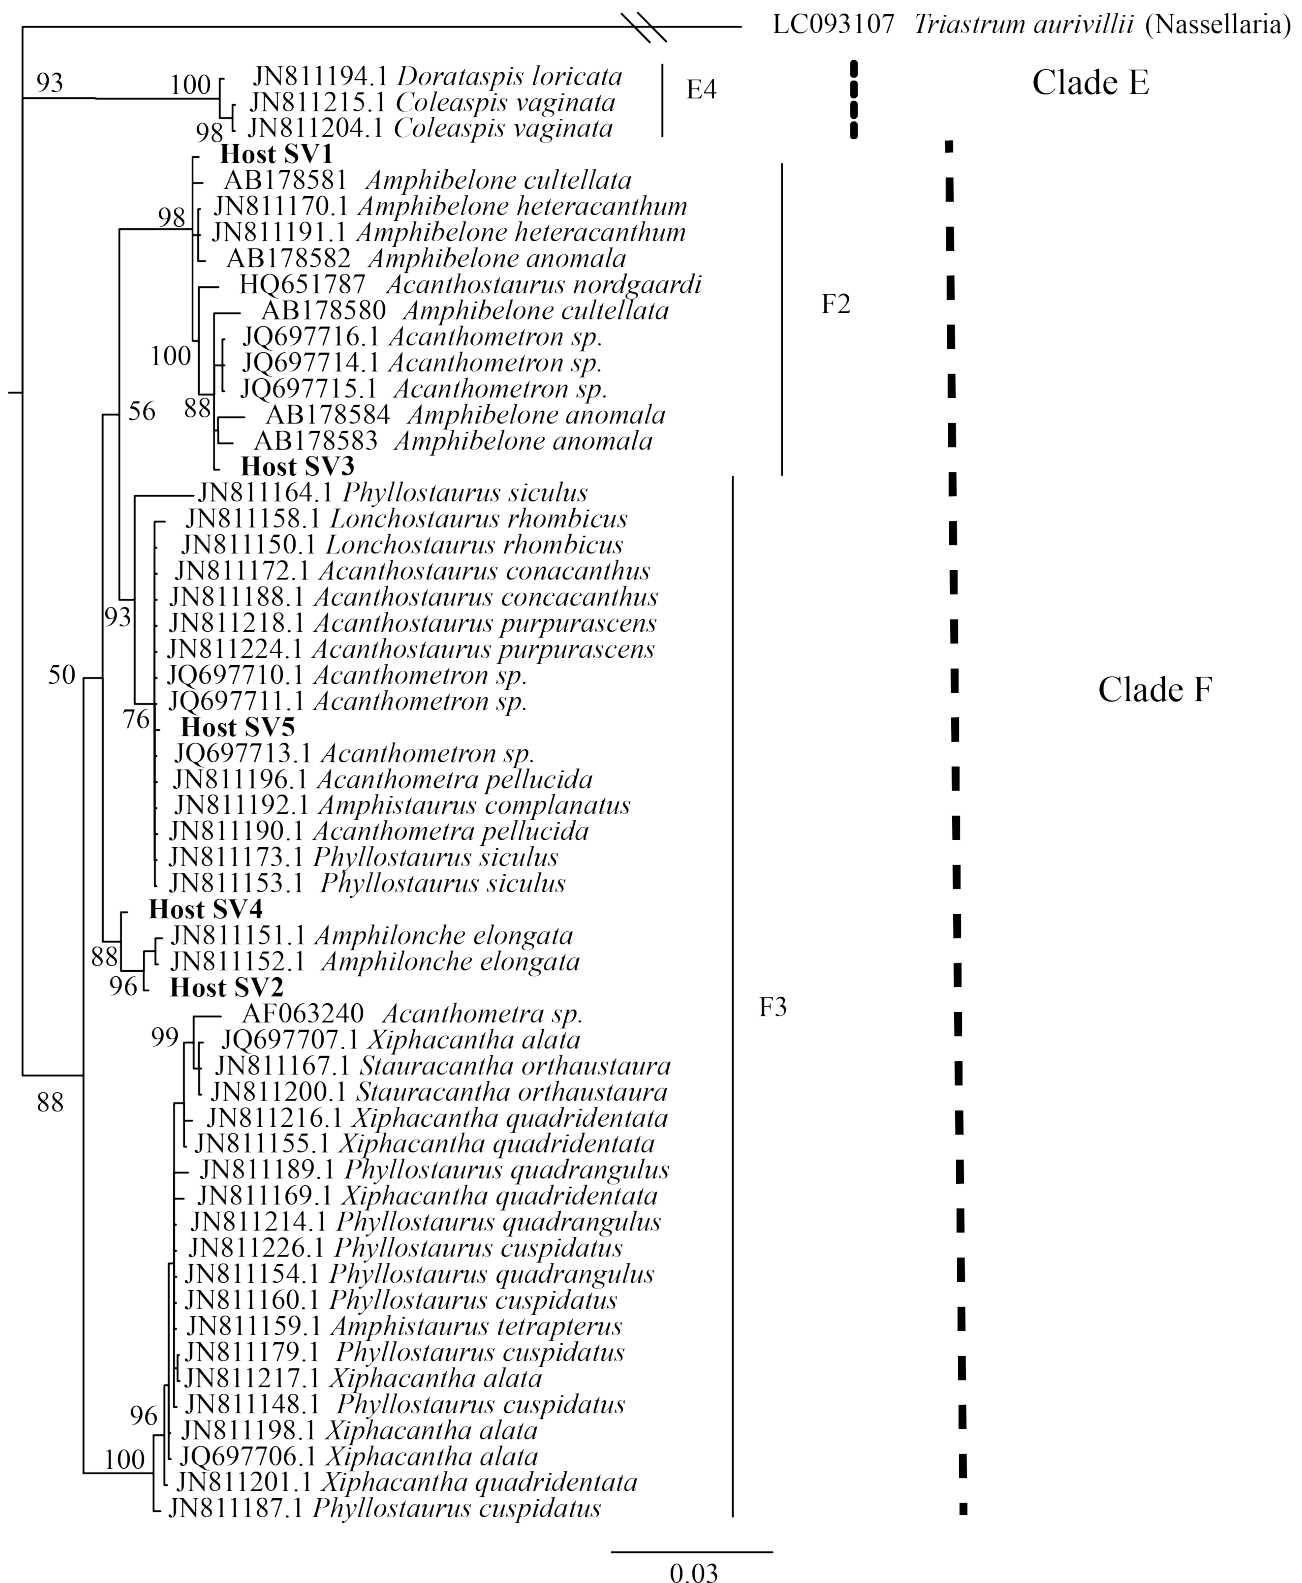 LC093107 Triastrum aurivillii (Nassellaria)
93
100
JN811194.1 Dorataspis loricata
E4
Clade E
JN811215.1 Coleaspis vaginata
98
JN811204.1 Coleaspis vaginata
Host SV1
AB178581 Amphibelone cultellata
JN811170.1 Amphibelone heteracanthum
98
JN811191.1 Amphibelone heteracanthum
AB178582 Amphibelone anomala
HQ651787 Acanthostaurus nordgaardi
F2
AB178580 Amphibelone cultellata
JQ697716.1 Acanthometron sp.
100
JQ697714.1 Acanthometron sp.
JQ697715.1 Acanthometron sp.
56
88
AB178584 Amphibelone anomala
AB178583 Amphibelone anomala
Host SV3
JN811164.1 Phyllostaurus siculus
JN811158.1 Lonchostaurus rhombicus
JN811150.1 Lonchostaurus rhombicus
JN811172.1 Acanthostaurus conacanthus
JN811188.1 Acanthostaurus concacanthus
93
JN811218.1 Acanthostaurus purpurascens
JN811224.1 Acanthostaurus purpurascens
50
JQ697710.1 Acanthometron sp.
Clade F
JQ697711.1 Acanthometron sp.
76
Host SV5
JQ697713.1 Acanthometron sp.
JN811196.1 Acanthometra pellucida
JN811192.1 Amphistaurus complanatus
JN811190.1 Acanthometra pellucida
JN811173.1 Phyllostaurus siculus
JN811153.1 Phyllostaurus siculus
Host SV4
JN811151.1 Amphilonche elongata
88
JN811152.1 Amphilonche elongata
96
Host SV2
F3
AF063240 Acanthometra sp.
99
JQ697707.1 Xiphacantha alata
JN811167.1 Stauracantha orthaustaura
JN811200.1 Stauracantha orthaustaura
88
JN811216.1 Xiphacantha quadridentata
JN811155.1 Xiphacantha quadridentata
JN811189.1 Phyllostaurus quadrangulus
JN811169.1 Xiphacantha quadridentata
JN811214.1 Phyllostaurus quadrangulus
JN811226.1 Phyllostaurus cuspidatus
JN811154.1 Phyllostaurus quadrangulus
JN811160.1 Phyllostaurus cuspidatus
JN811159.1 Amphistaurus tetrapterus
JN811179.1 Phyllostaurus cuspidatus
JN811217.1 Xiphacantha alata
JN811148.1 Phyllostaurus cuspidatus
96
JN811198.1 Xiphacantha alata
100
JQ697706.1 Xiphacantha alata
JN811201.1 Xiphacantha quadridentata
JN811187.1 Phyllostaurus cuspidatus
0.03